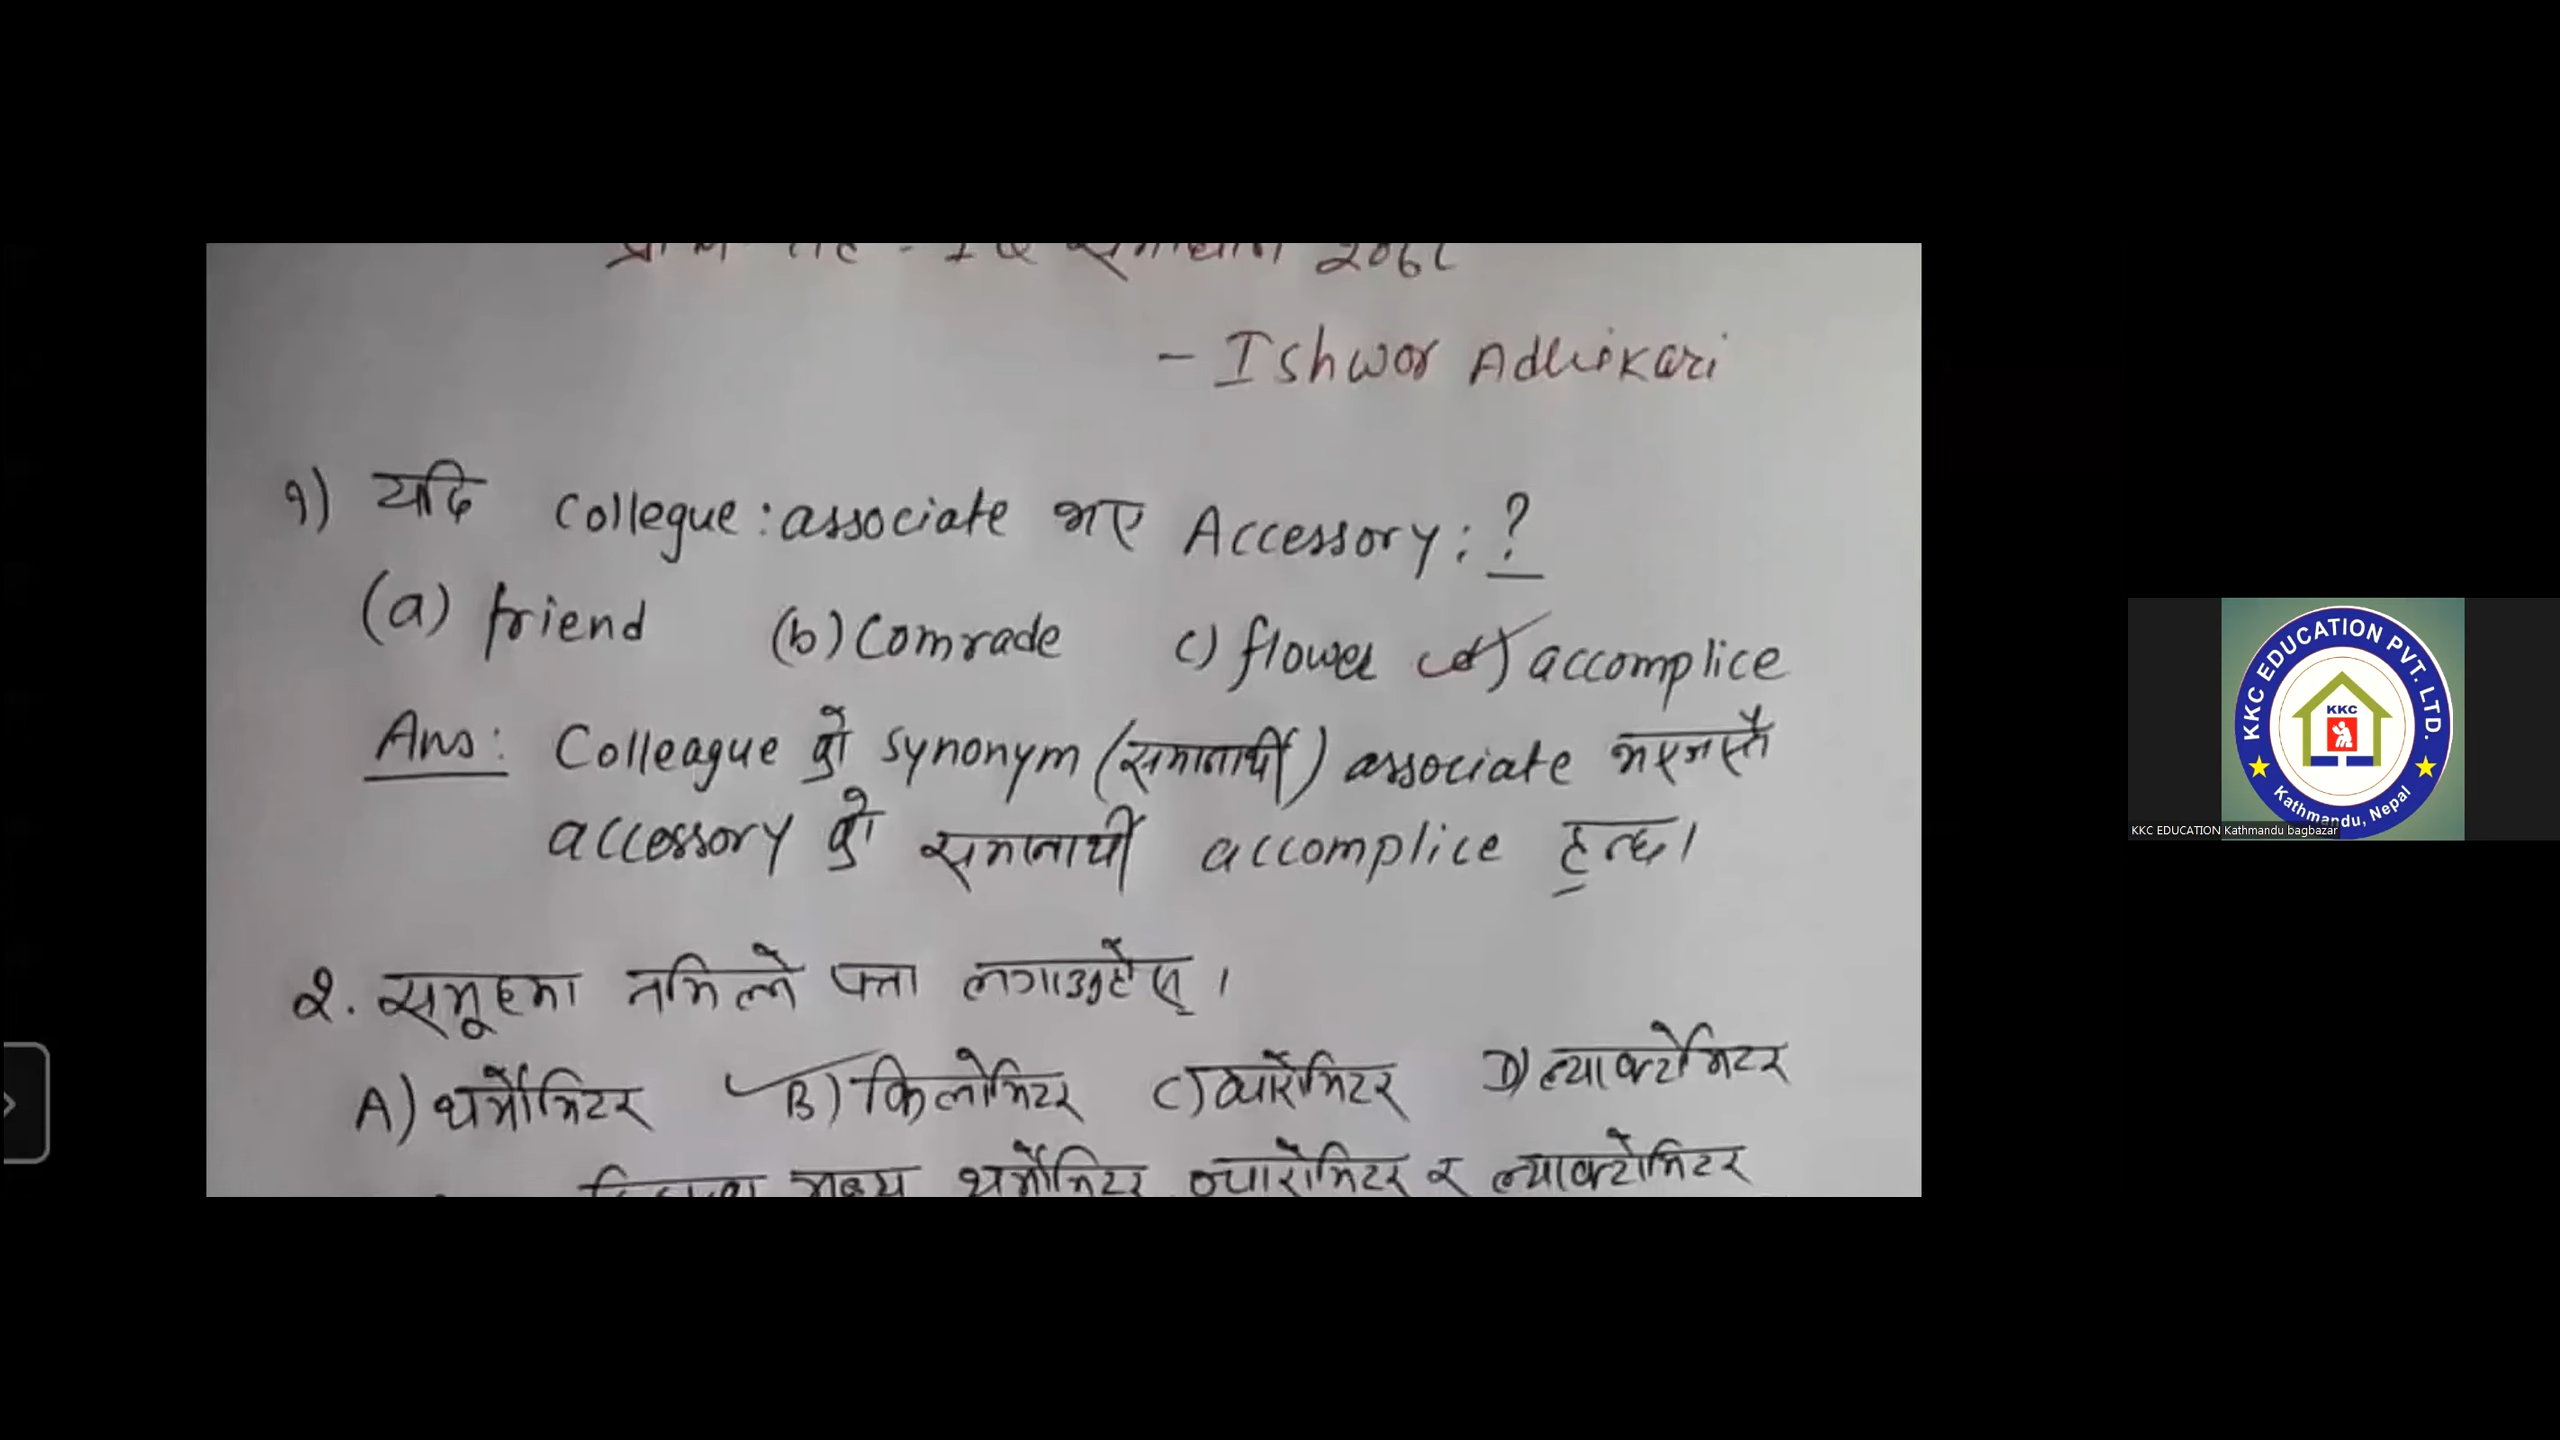 २०७८
- Ishwor Adhikari
१) यदि Collegue : associate भए Accessory : ?
(a) friend (b) Comrade c) flower d) accomplice
Ans: Colleague को synonym (समानार्थी) associate भएजस्तै
accessory को समानार्थी accomplice हुन्छ।
२. समूहमा नमिल्ने पत्ता लगाउनुहोस् ।
A) थर्मोमिटर B) किलोमिटर C) ब्यारोमिटर D) ल्याक्टोमिटर
थर्मोमिटर ब्यारोमिटर र ल्याक्टोमिटर
KKC EDUCATION PVT. LTD.
KKC
Kathmandu, Nepal
KKC EDUCATION Kathmandu bagbazar